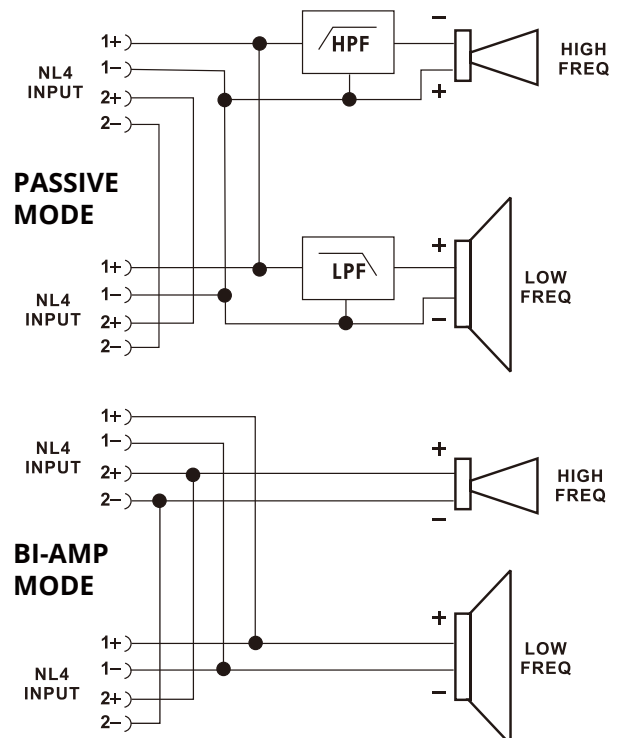 1+
1−
2+
2−
NL4
INPUT
HPF
−
+
HIGH
FREQ
PASSIVE
MODE
1+
1−
2+
2−
NL4
INPUT
LPF
+
−
LOW
FREQ
1+
1−
2+
2−
NL4
INPUT
+
−
HIGH
FREQ
BI-AMP
MODE
1+
1−
2+
2−
NL4
INPUT
+
−
LOW
FREQ